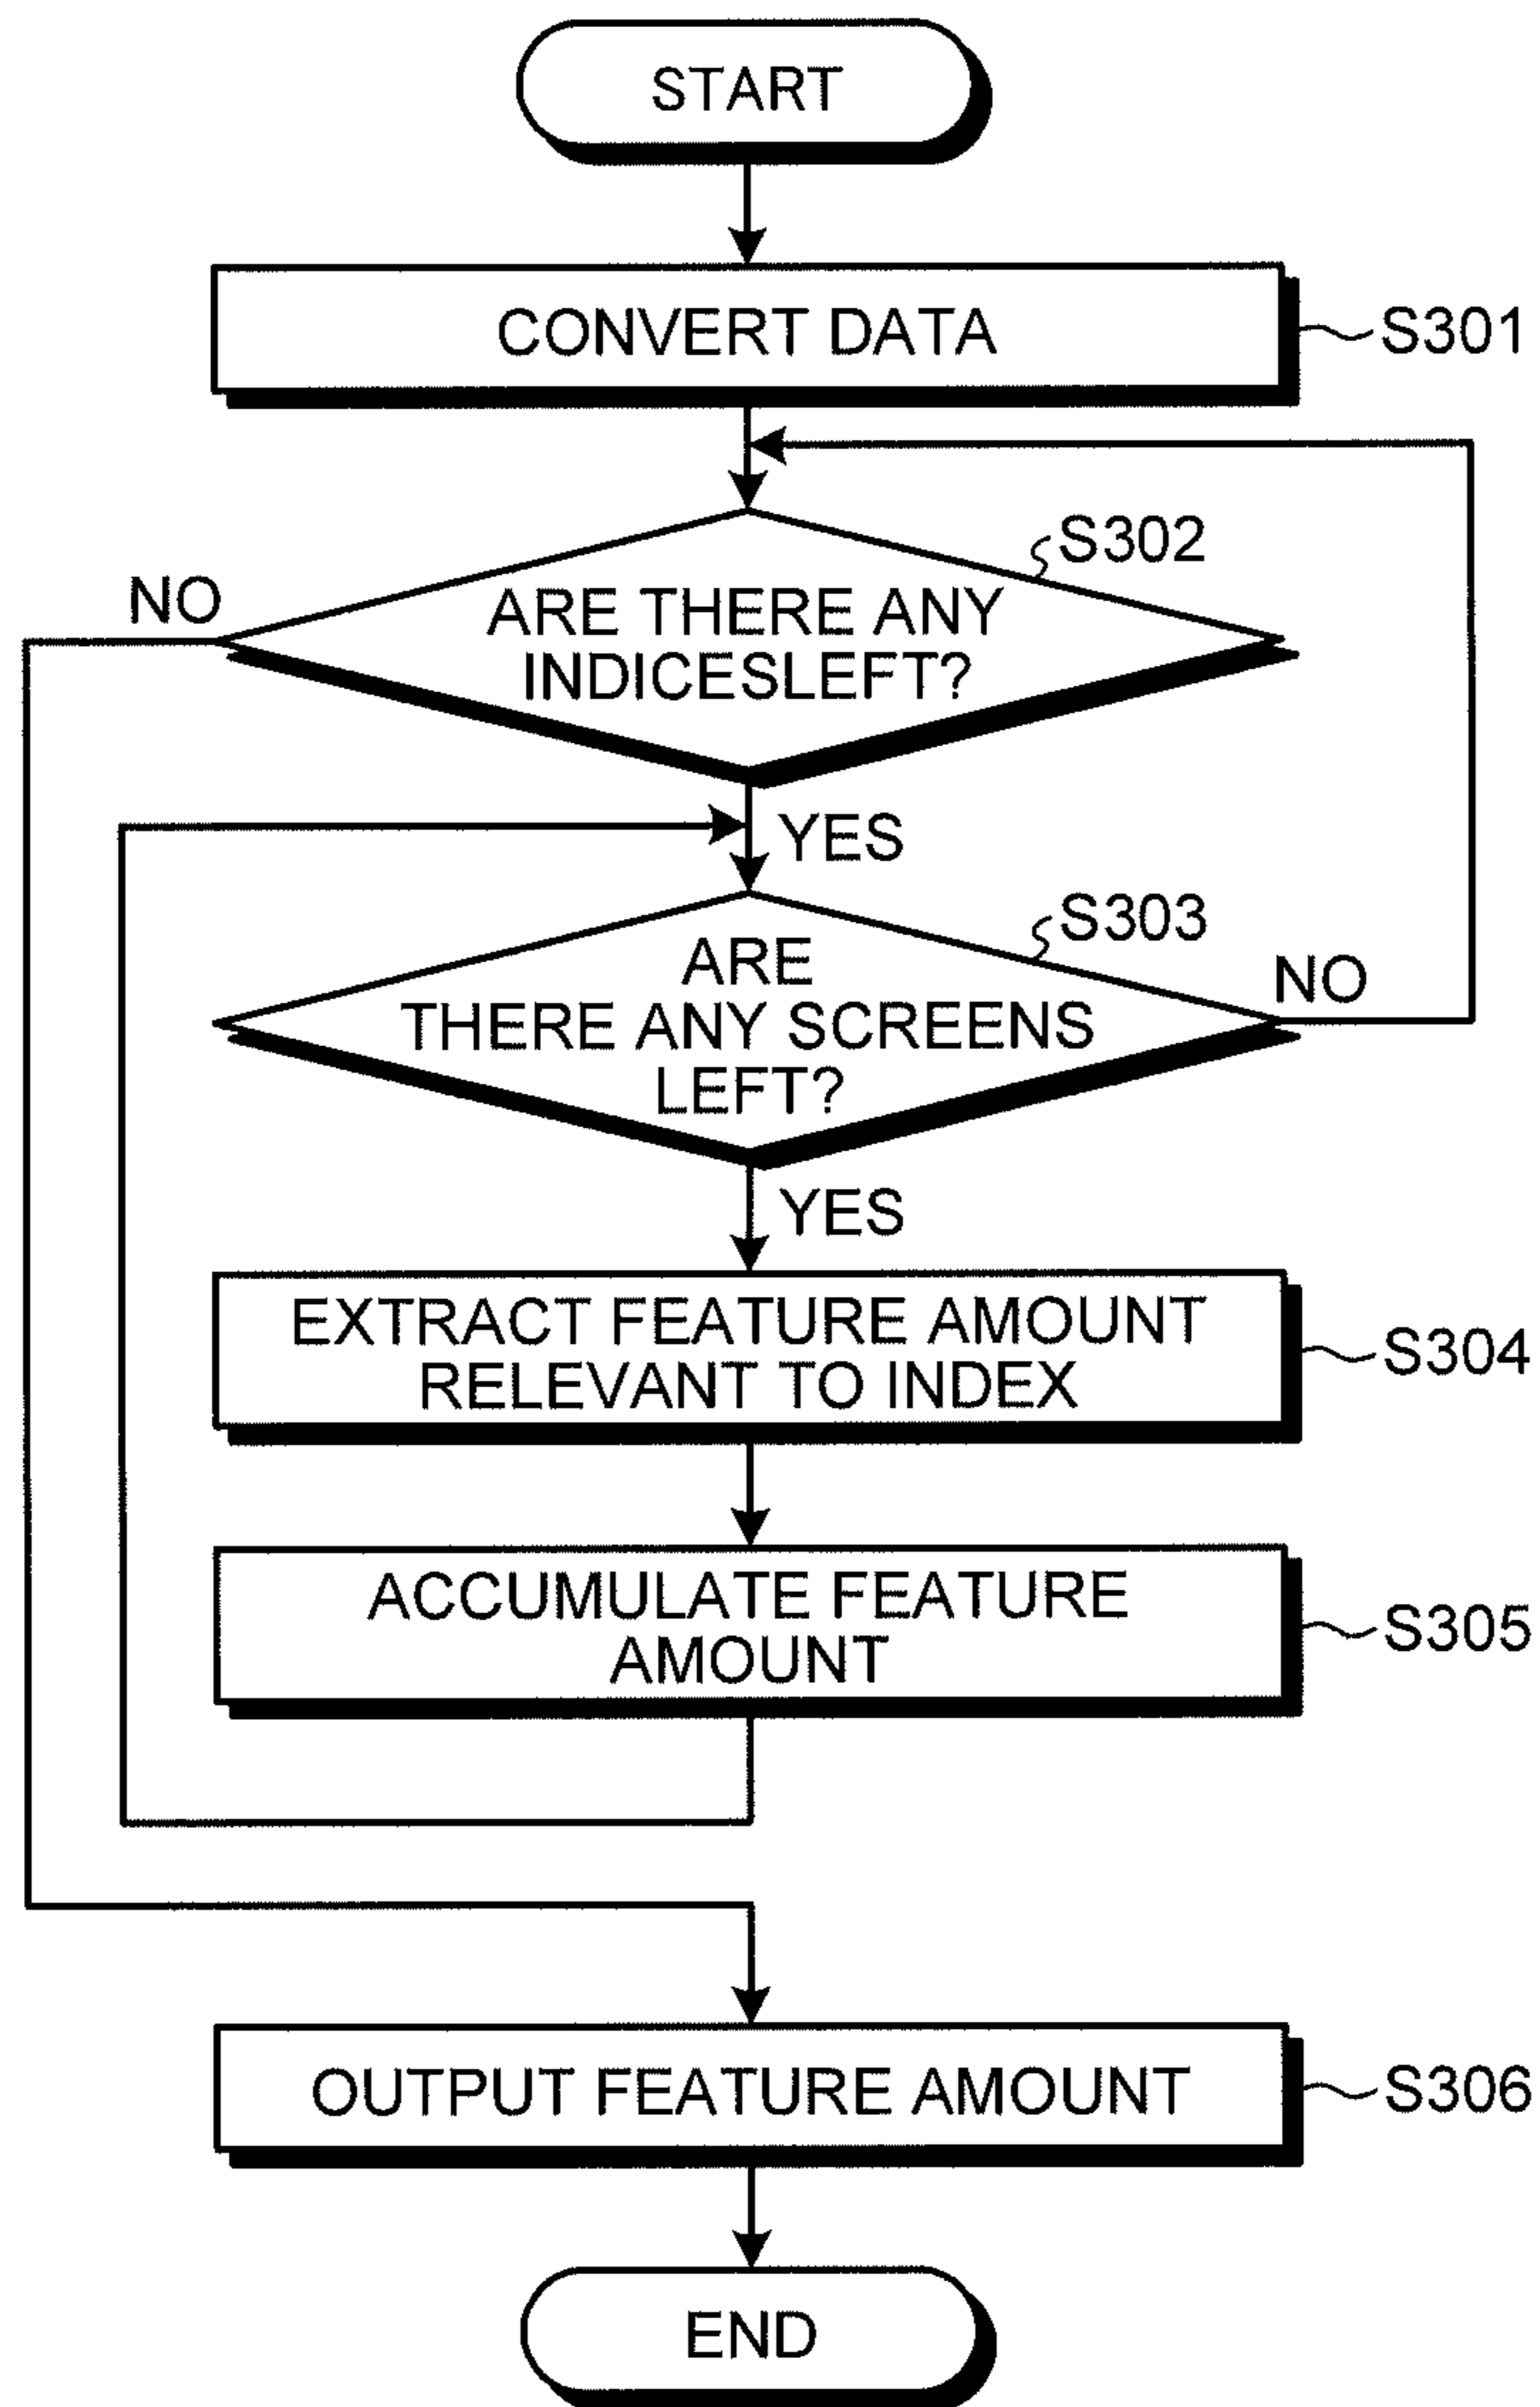 START
CONVERT DATA
S301
S302
NO
ARE THERE ANY
INDICESLEFT?
YES
S303
ARE
THERE ANY SCREENS
LEFT?
NO
YES
EXTRACT FEATURE AMOUNT
RELEVANT TO INDEX
S304
ACCUMULATE FEATURE
AMOUNT
S305
OUTPUT FEATURE AMOUNT
S306
END